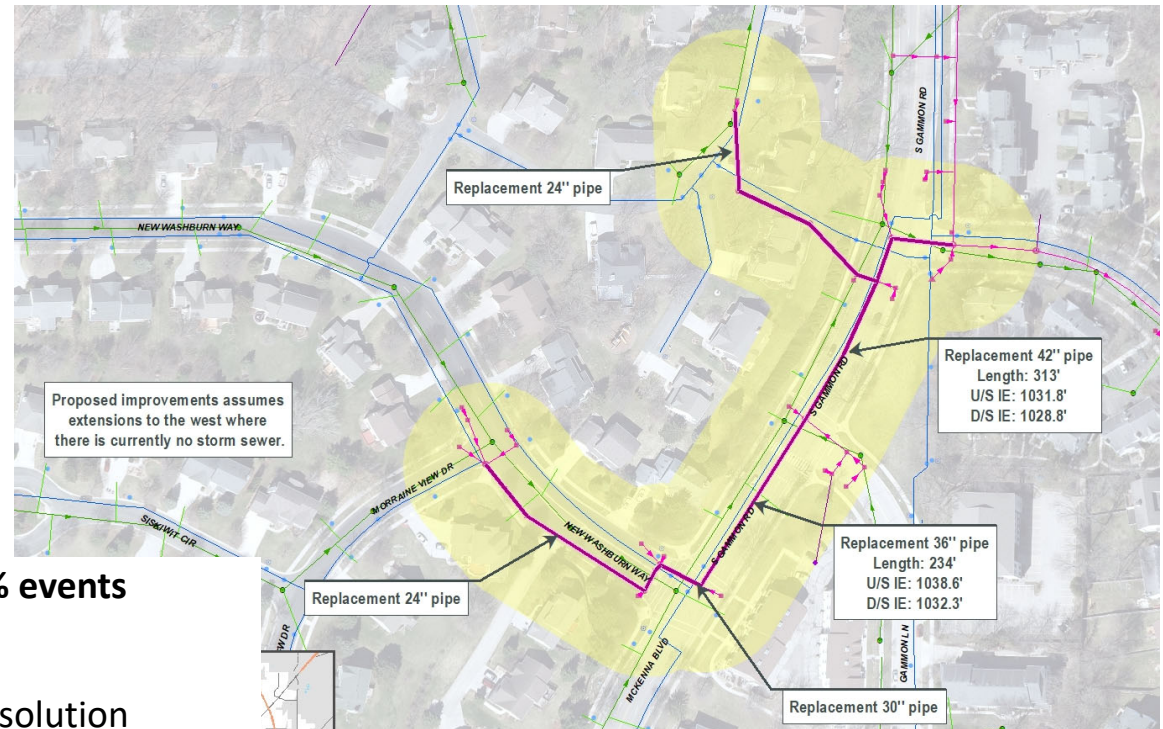 S GAMMON RD
Replacement 24" pipe
NEW WASHBURN WAY
Replacement 42" pipe
Length: 313'
U/S IE: 1031.8'
D/S IE: 1028.8'
S GAMMON RD
Proposed improvements assumes
extensions to the west where
there is currently no storm sewer.
MORRAINE VIEW DR
S GAMMON RD
SISKIWIT CIR
NEW WASHBURN WAY
Replacement 36" pipe
Length: 234'
U/S IE: 1038.6'
D/S IE: 1032.3'
% events
Replacement 24" pipe
W DR
MCKENNA BLVD
GAMMON LN
Replacement 30" pipe
solution